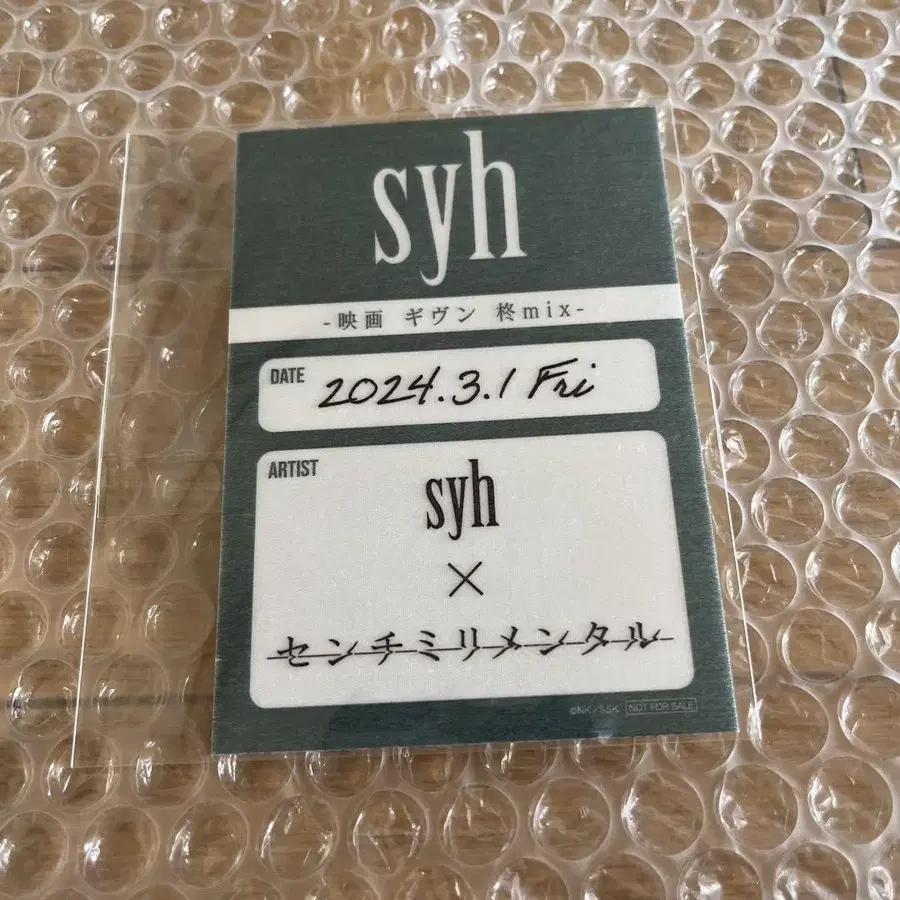 syh
-映画 ギヴン 柊mix-
DATE
2024.3.1 Fri
ARTIST
syh
×
センチミリメンタル
©NK/SSK NOT FOR SALE